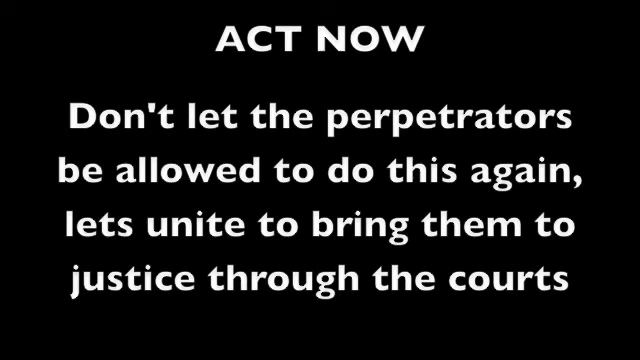 ACT NOW
Don't let the perpetrators
be allowed to do this again,
lets unite to bring them to
justice through the courts